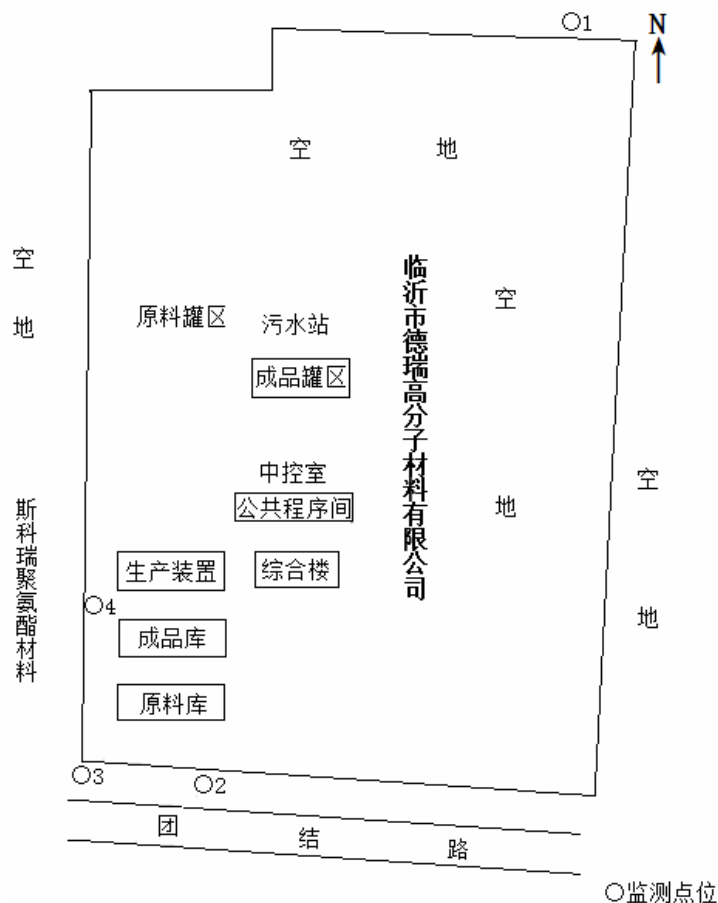 ○1
N
空 地
空
地
空
原料罐区
污水站
成品罐区
临沂市德瑞高分子材料有限公司
中控室
公共程序间
地
空
地
斯科瑞聚氨酯材料
生产装置
综合楼
○4
成品库
原料库
○3
○2
团 结 路
○监测点位